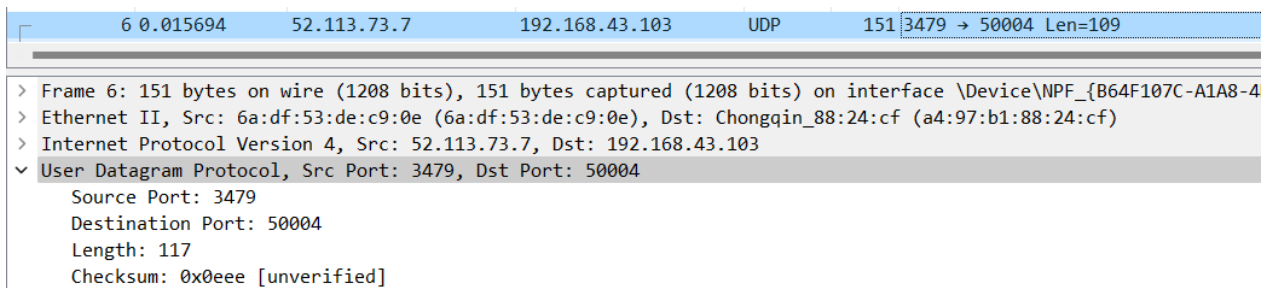 6 0.015694 52.113.73.7 192.168.43.103 UDP 151 3479 → 50004 Len=109
> Frame 6: 151 bytes on wire (1208 bits), 151 bytes captured (1208 bits) on interface \Device\NPF_{B64F107C-A1A8-4
> Ethernet II, Src: 6a:df:53:de:c9:0e (6a:df:53:de:c9:0e), Dst: Chongqin_88:24:cf (a4:97:b1:88:24:cf)
> Internet Protocol Version 4, Src: 52.113.73.7, Dst: 192.168.43.103
∨ User Datagram Protocol, Src Port: 3479, Dst Port: 50004
Source Port: 3479
Destination Port: 50004
Length: 117
Checksum: 0x0eee [unverified]